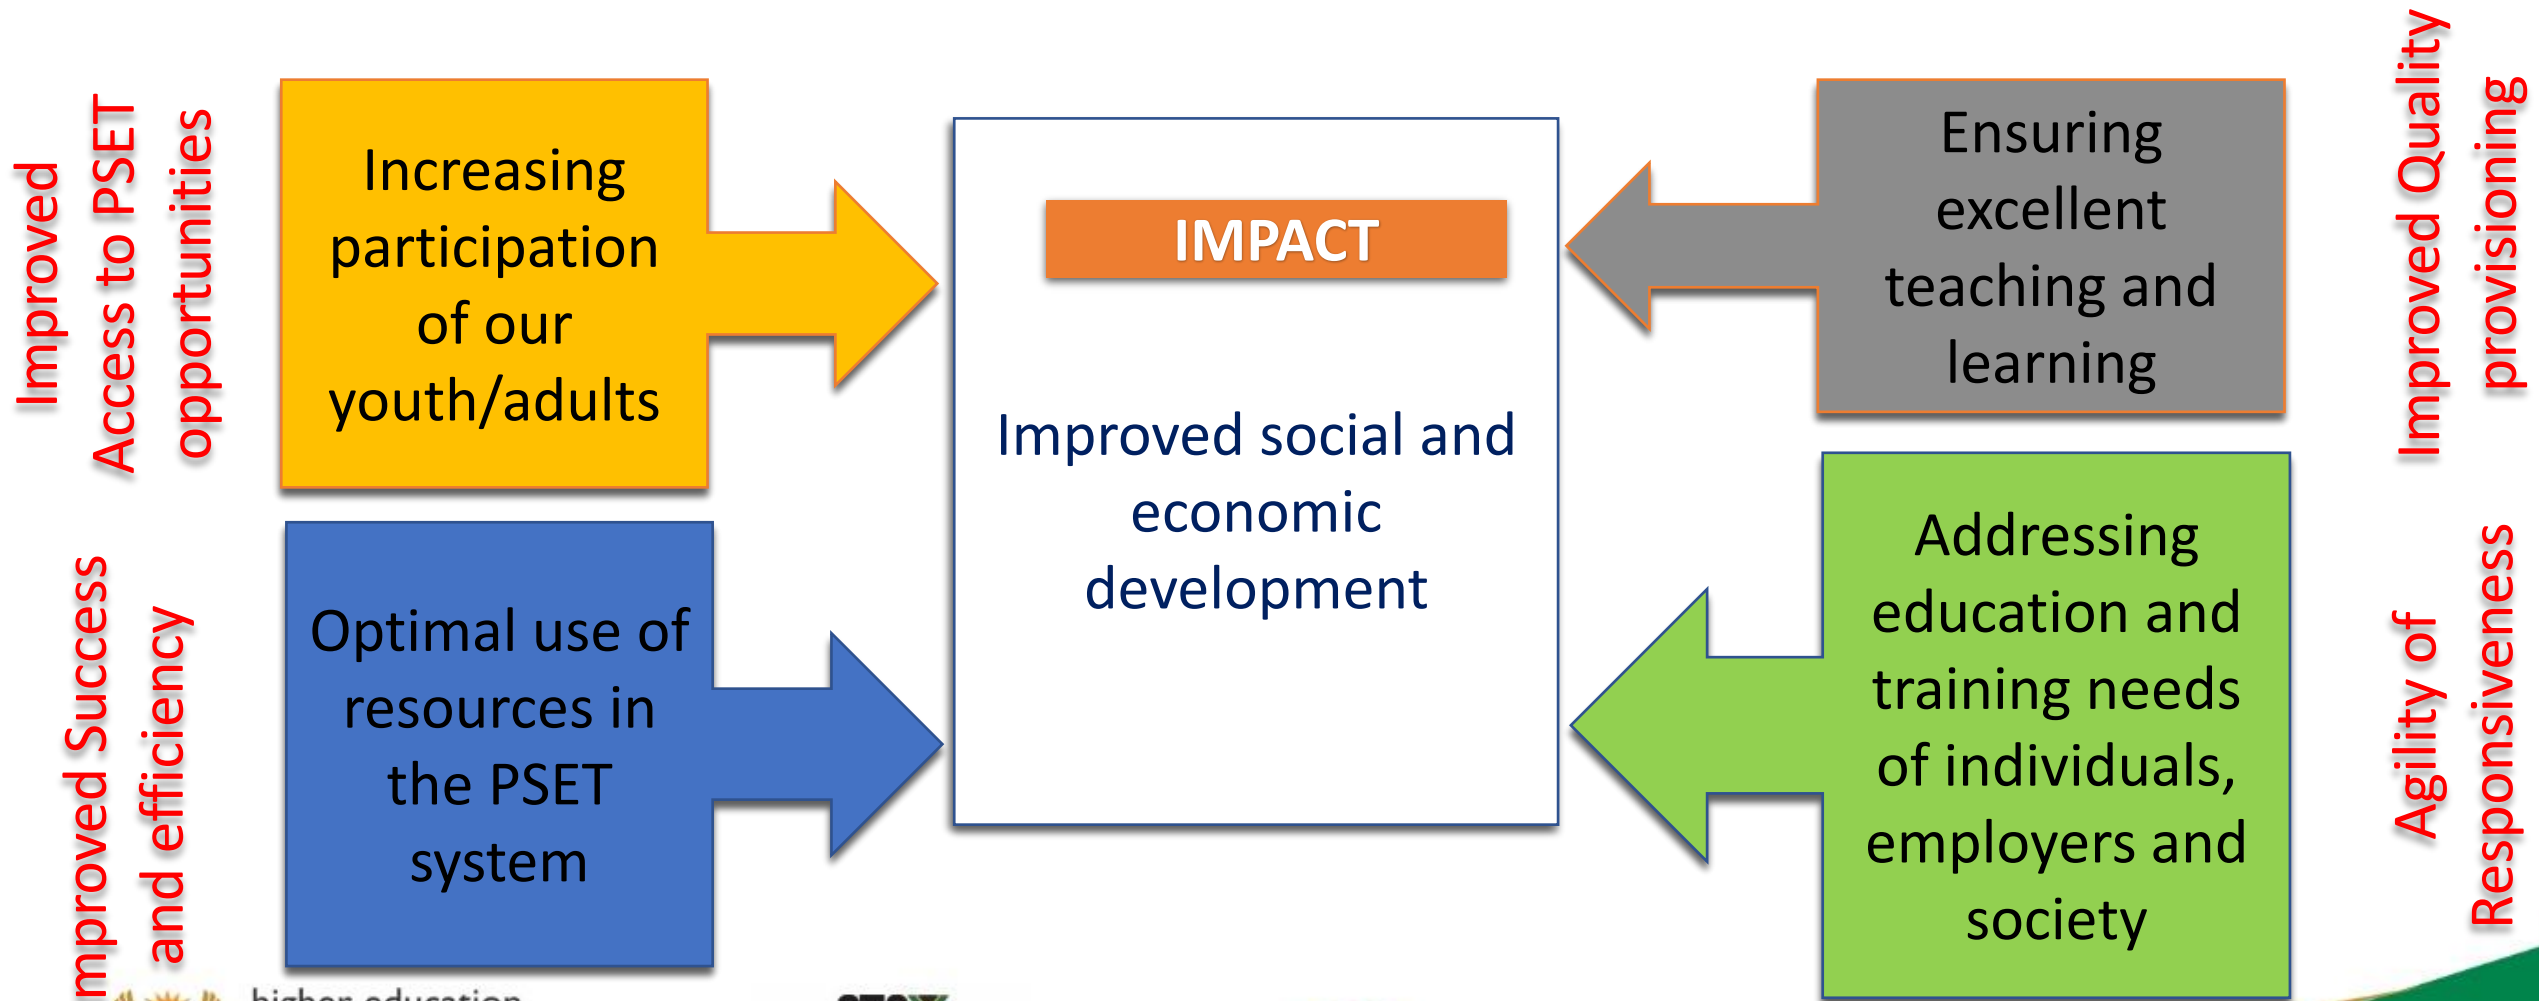 Improved
Access to PSET
opportunities
Increasing
participation
of our
youth/adults
IMPACT
Improved social and
economic
development
Ensuring
excellent
teaching and
learning
Improved Quality
provisioning
mproved Success
and efficiency
Optimal use of
resources in
the PSET
system
Addressing
education and
training needs
of individuals,
employers and
society
Agility of
Responsiveness
higher education